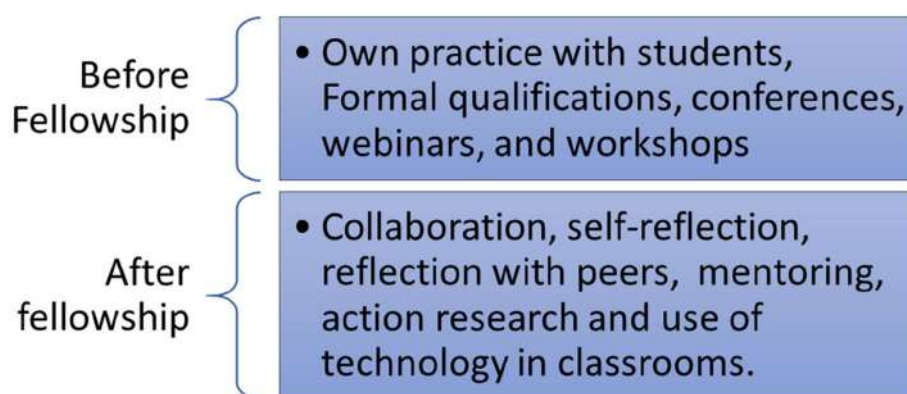 Before
Fellowship
• Own practice with students,
Formal qualifications, conferences,
webinars, and workshops
After
fellowship
• Collaboration, self-reflection,
reflection with peers,  mentoring,
action research and use of
technology in classrooms.